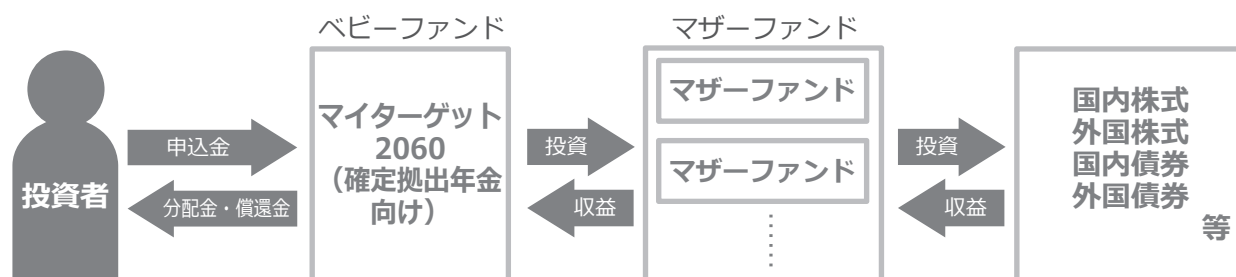 ベビーファンド
マザーファンド
投資者
申込金
分配金・償還金
マイターゲット
2060
（確定拠出年金
向け）
投資
収益
マザーファンド
マザーファンド
投資
収益
国内株式
外国株式
国内債券
外国債券
等